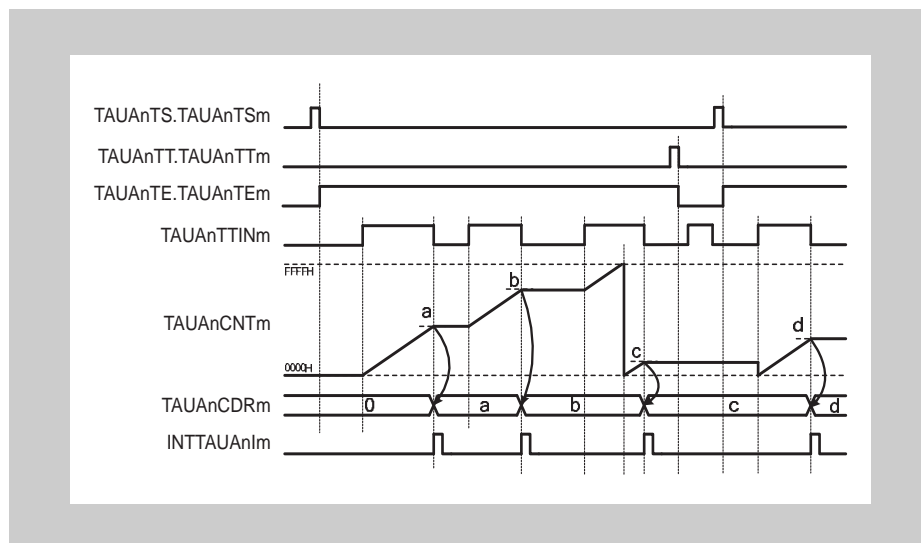 TAUAnTS.TAUAnTSm
TAUAnTT.TAUAnTTm
TAUAnTE.TAUAnTEm
TAUAnTTINm
FFFFH
b
a
d
TAUAnCNTm
c
0000H
TAUAnCDRm 0 a b c d
INTTAUAnIm